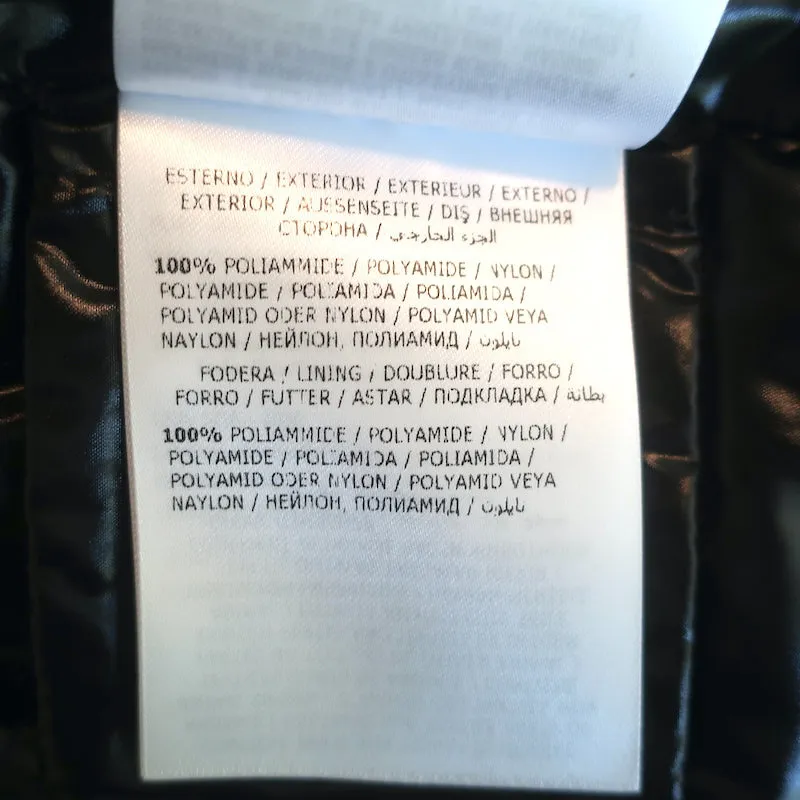 ESTERNO / EXTERIOR / EXTERIEUR / EXTERNO /
EXTERIOR / AUSSENSEITE / DIŞ / ВНЕШНЯЯ
СТОРОНА / الجزء الخارجي
100% POLIAMMIDE / POLYAMIDE / NYLON /
POLYAMIDE / POLIAMIDA / POLIAMIDA /
POLYAMID ODER NYLON / POLYAMID VEYA
NAYLON / НЕЙЛОН, ПОЛИАМИД / نايلون
FODERA / LINING / DOUBLURE / FORRO /
FORRO / FUTTER / ASTAR / ПОДКЛАДКА / بطانة
100% POLIAMMIDE / POLYAMIDE / NYLON /
POLYAMIDE / POLIAMIDA / POLIAMIDA /
POLYAMID ODER NYLON / POLYAMID VEYA
NAYLON / НЕЙЛОН, ПОЛИАМИД / نايلون